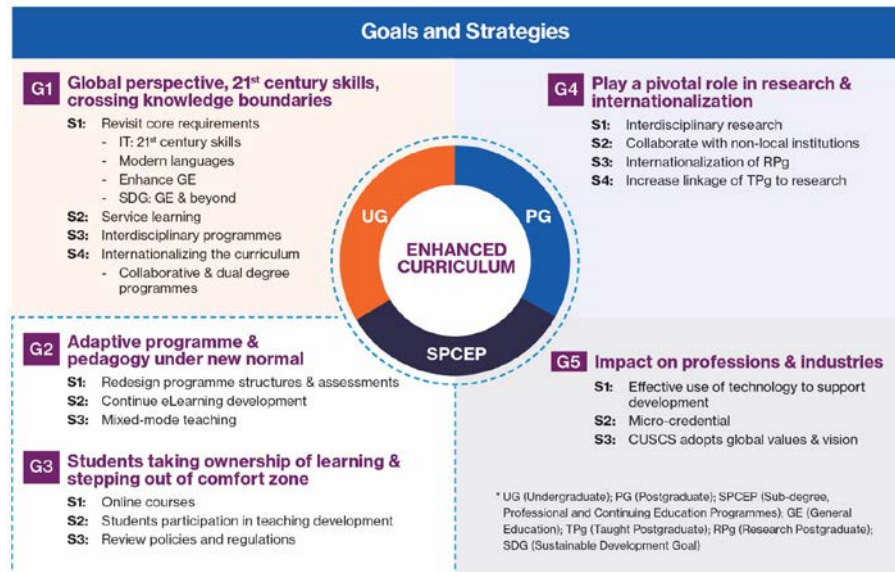 Goals and Strategies
G1 Global perspective, 21st century skills,
crossing knowledge boundaries
S1: Revisit core requirements
- IT: 21st century skills
- Modern languages
- Enhance GE
- SDG: GE & beyond
S2: Service learning
S3: Interdisciplinary programmes
S4: Internationalizing the curriculum
- Collaborative & dual degree
programmes
G4 Play a pivotal role in research &
internationalization
S1: Interdisciplinary research
S2: Collaborate with non-local institutions
S3: Internationalization of RPg
S4: Increase linkage of TPg to research
UG
PG
ENHANCED
CURRICULUM
SPCEP
G2 Adaptive programme &
pedagogy under new normal
S1: Redesign programme structures & assessments
S2: Continue eLearning development
S3: Mixed-mode teaching
G3 Students taking ownership of learning &
stepping out of comfort zone
S1: Online courses
S2: Students participation in teaching development
S3: Review policies and regulations
G5 Impact on professions & industries
S1: Effective use of technology to support
development
S2: Micro-credential
S3: CUSCS adopts global values & vision
* UG (Undergraduate); PG (Postgraduate); SPCEP (Sub-degree,
Professional and Continuing Education Programmes); GE (General
Education); TPg (Taught Postgraduate); RPg (Research Postgraduate);
SDG (Sustainable Development Goal)